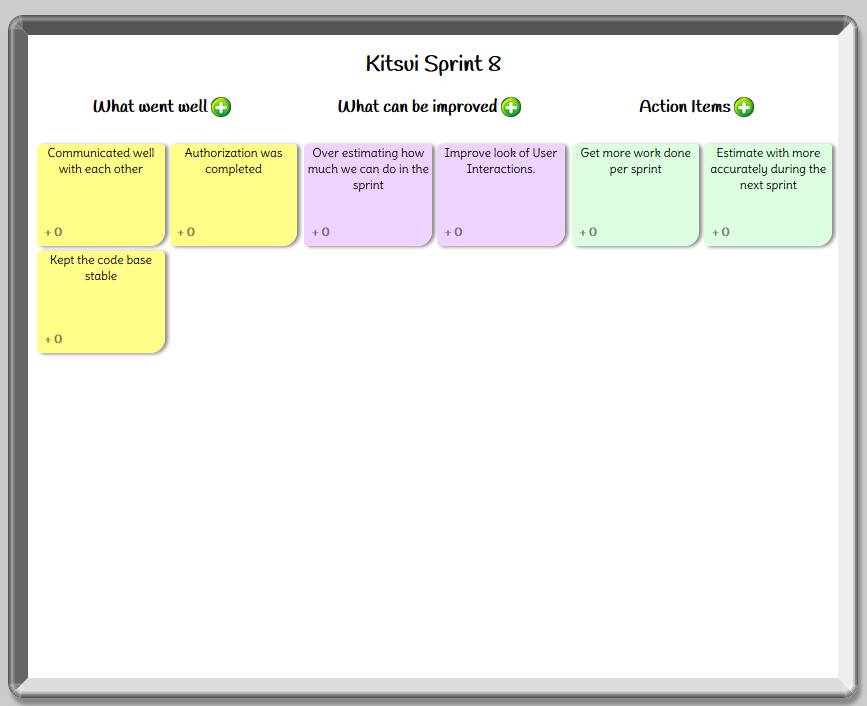 Kitsui Sprint 8
What went well
What can be improved
Action Items
Communicated well
with each other
+ 0
Authorization was
completed
+ 0
Over estimating how
much we can do in the
sprint
+ 0
Improve look of User
Interactions.
+ 0
Get more work done
per sprint
+ 0
Estimate with more
accurately during the
next sprint
+ 0
Kept the code base
stable
+ 0